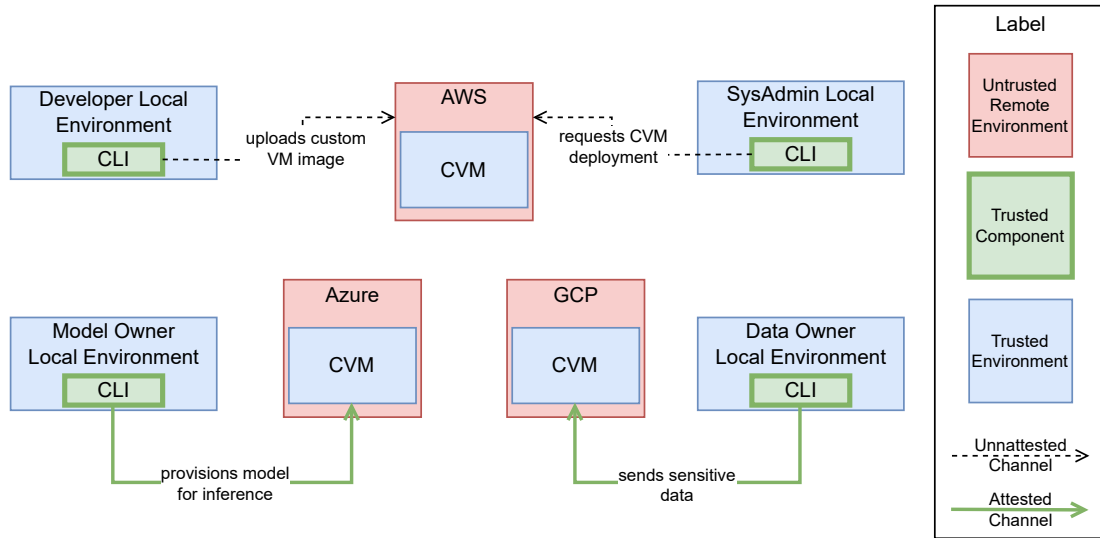 Developer Local
Environment
CLI
uploads custom
VM image
AWS
CVM
requests CVM
deployment
SysAdmin Local
Environment
CLI
Model Owner
Local Environment
CLI
provisions model
for inference
Azure
CVM
GCP
CVM
sends sensitive
data
Data Owner
Local Environment
CLI
Label
Untrusted
Remote
Environment
Trusted
Component
Trusted
Environment
Unnattested
Channel
Attested
Channel